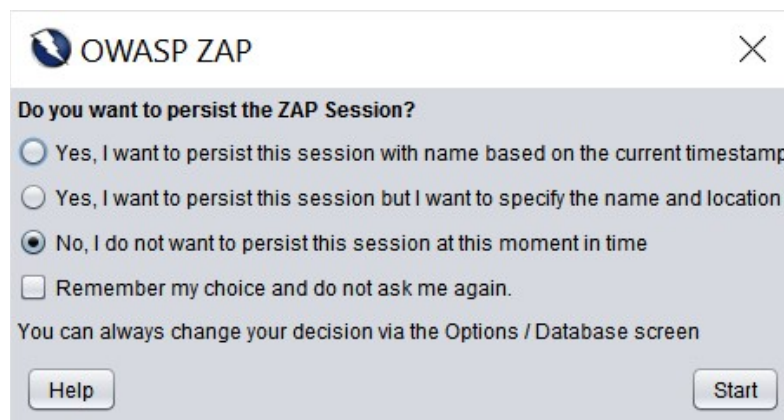 OWASP ZAP
Do you want to persist the ZAP Session?
Yes, I want to persist this session with name based on the current timestamp
Yes, I want to persist this session but I want to specify the name and location
No, I do not want to persist this session at this moment in time
Remember my choice and do not ask me again.
You can always change your decision via the Options / Database screen
Help Start